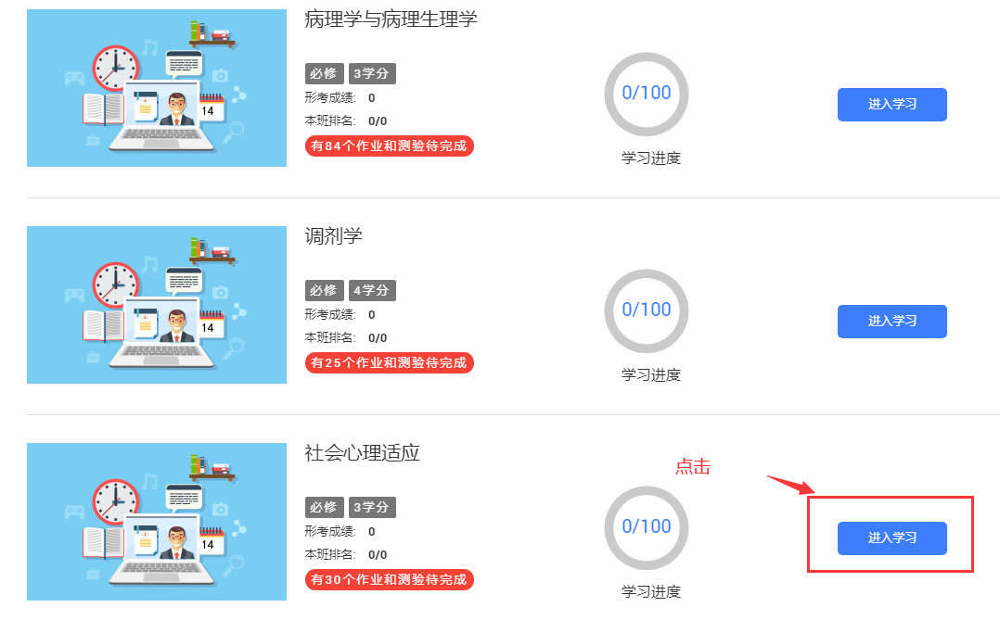 病理学与病理生理学
必修 3学分
形考成绩: 0
本班排名: 0/0
有84个作业和测验待完成
0/100
学习进度
进入学习
14
调剂学
必修 4学分
形考成绩: 0
本班排名: 0/0
有25个作业和测验待完成
0/100
学习进度
进入学习
14
社会心理适应
必修 3学分
形考成绩: 0
本班排名: 0/0
有30个作业和测验待完成
0/100
学习进度
点击
进入学习
14